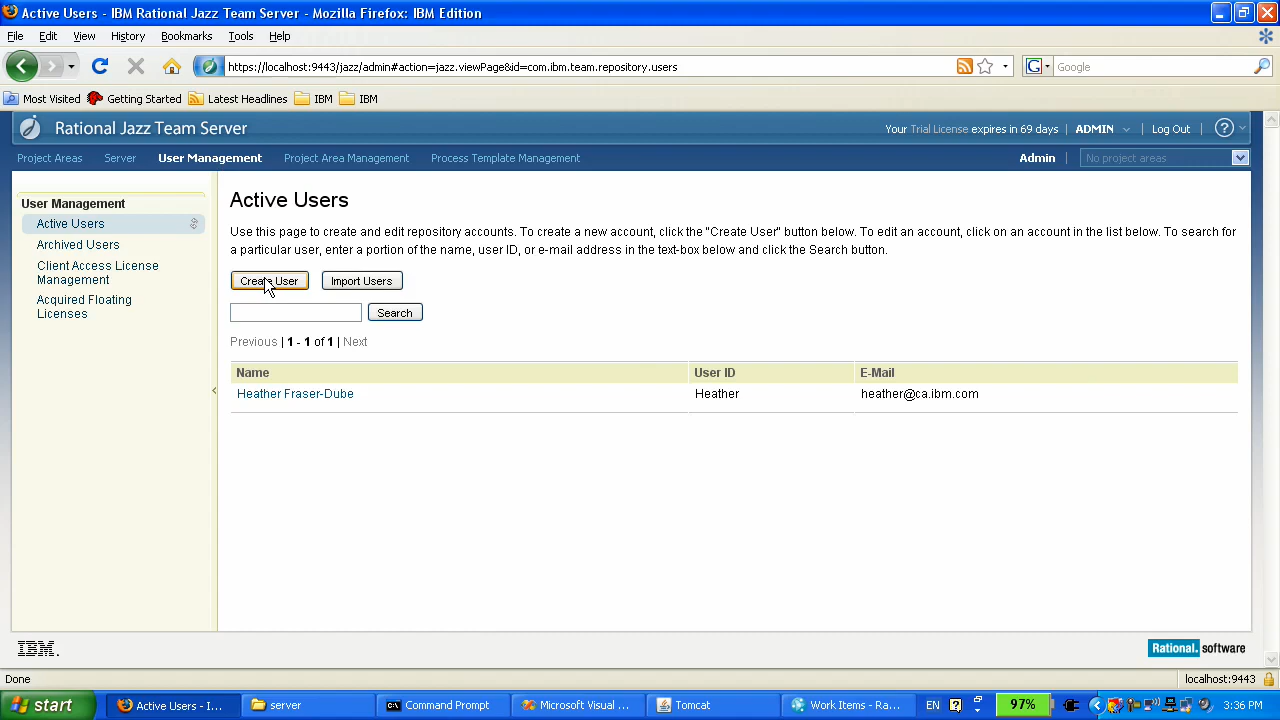 Active Users - IBM Rational Jazz Team Server - Mozilla Firefox: IBM Edition
File Edit View History Bookmarks Tools Help
https://localhost:9443/jazz/admin#action=jazz.viewPage&id=com.ibm.team.repository.users
G Google
Most Visited Getting Started Latest Headlines IBM IBM
Rational Jazz Team Server
Your Trial License expires in 69 days | ADMIN | Log Out ?
Project Areas Server User Management Project Area Management Process Template Management Admin | No project areas
User Management
Active Users
Archived Users
Client Access License
Management
Acquired Floating
Licenses
Active Users
Use this page to create and edit repository accounts. To create a new account, click the "Create User" button below. To edit an account, click on an account in the list below. To search for
a particular user, enter a portion of the name, user ID, or e-mail address in the text-box below and click the Search button.
Create User Import Users
Search
Previous | 1 - 1 of 1 | Next
Name User ID E-Mail
Heather Fraser-Dube Heather heather@ca.ibm.com
IBM.
Rational. software
Done localhost:9443
start Active Users - I... server Command Prompt Microsoft Visual ... Tomcat Work Items - Ra... EN ? 97% 3:36 PM